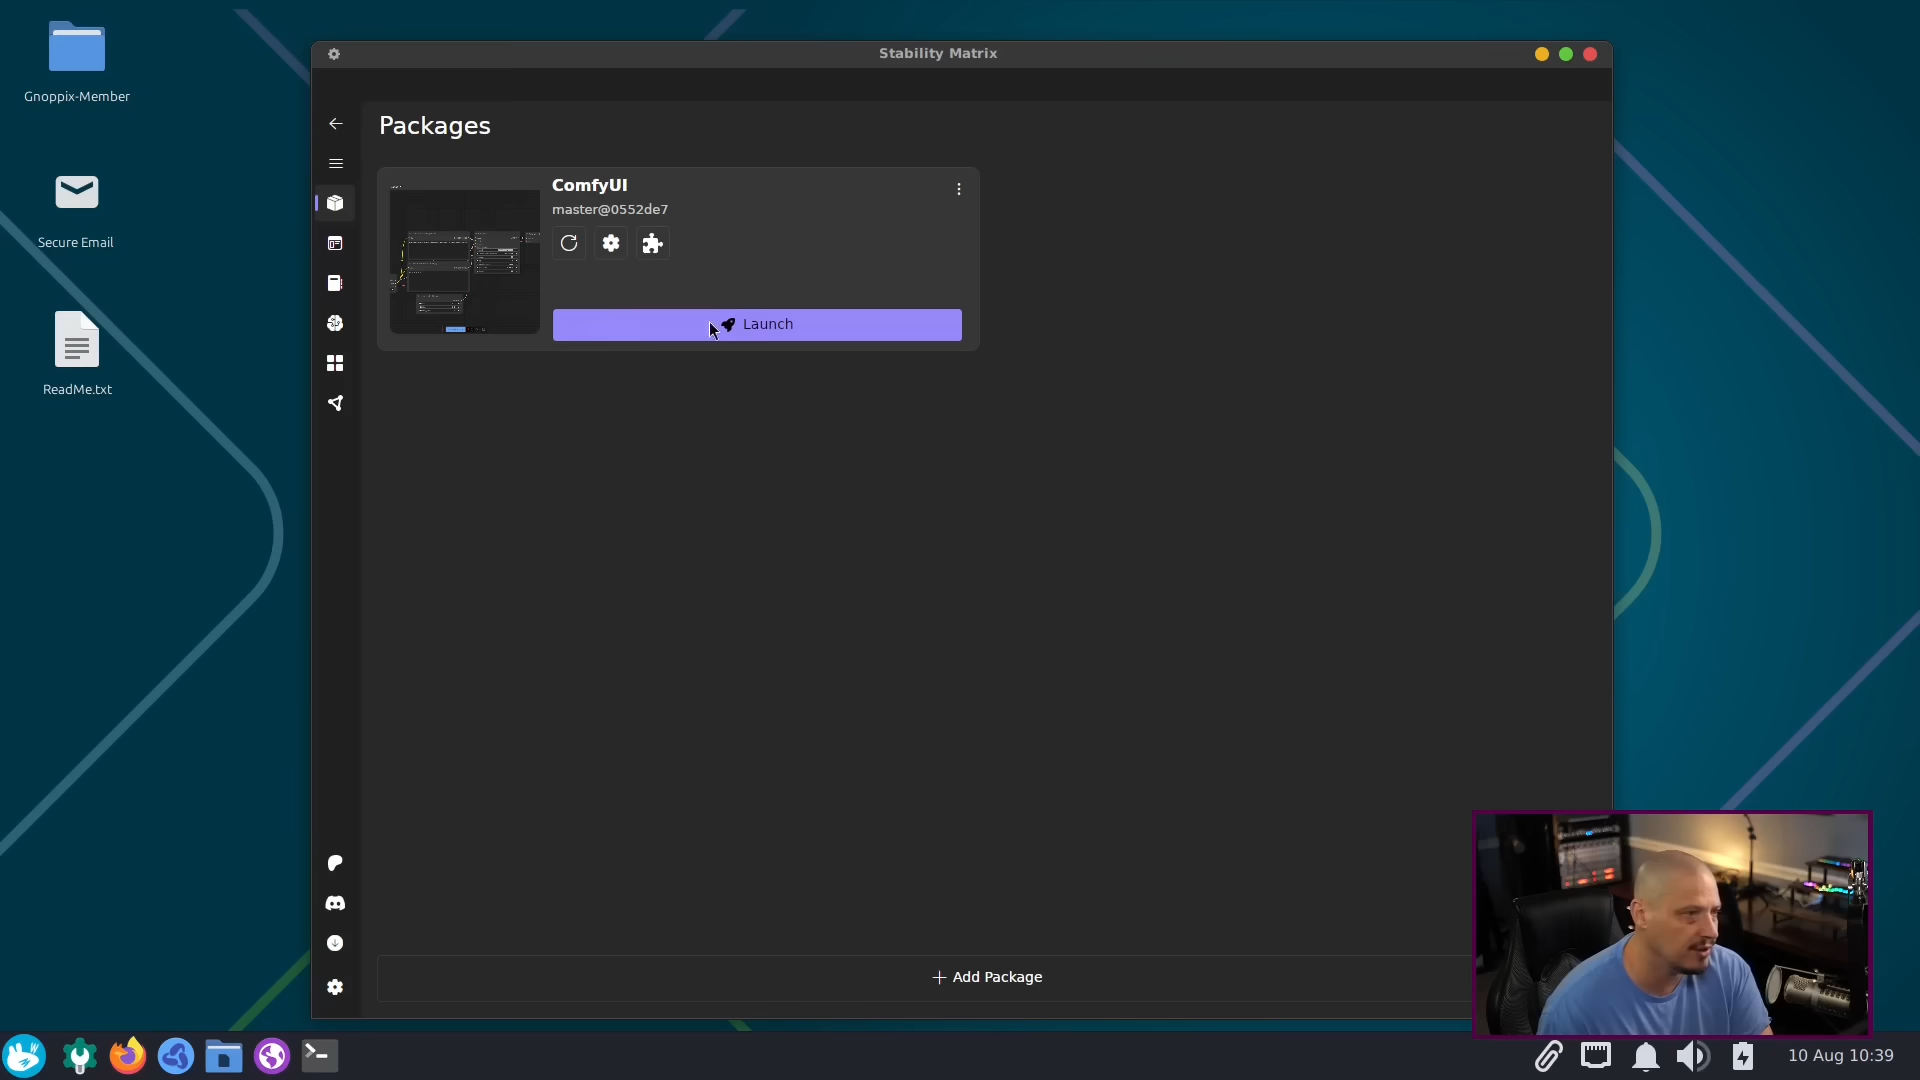 Stability Matrix
Gnoppix-Member
Secure Email
ReadMe.txt
Packages
ComfyUI
master@0552de7
Launch
Add Package
10 Aug 10:39